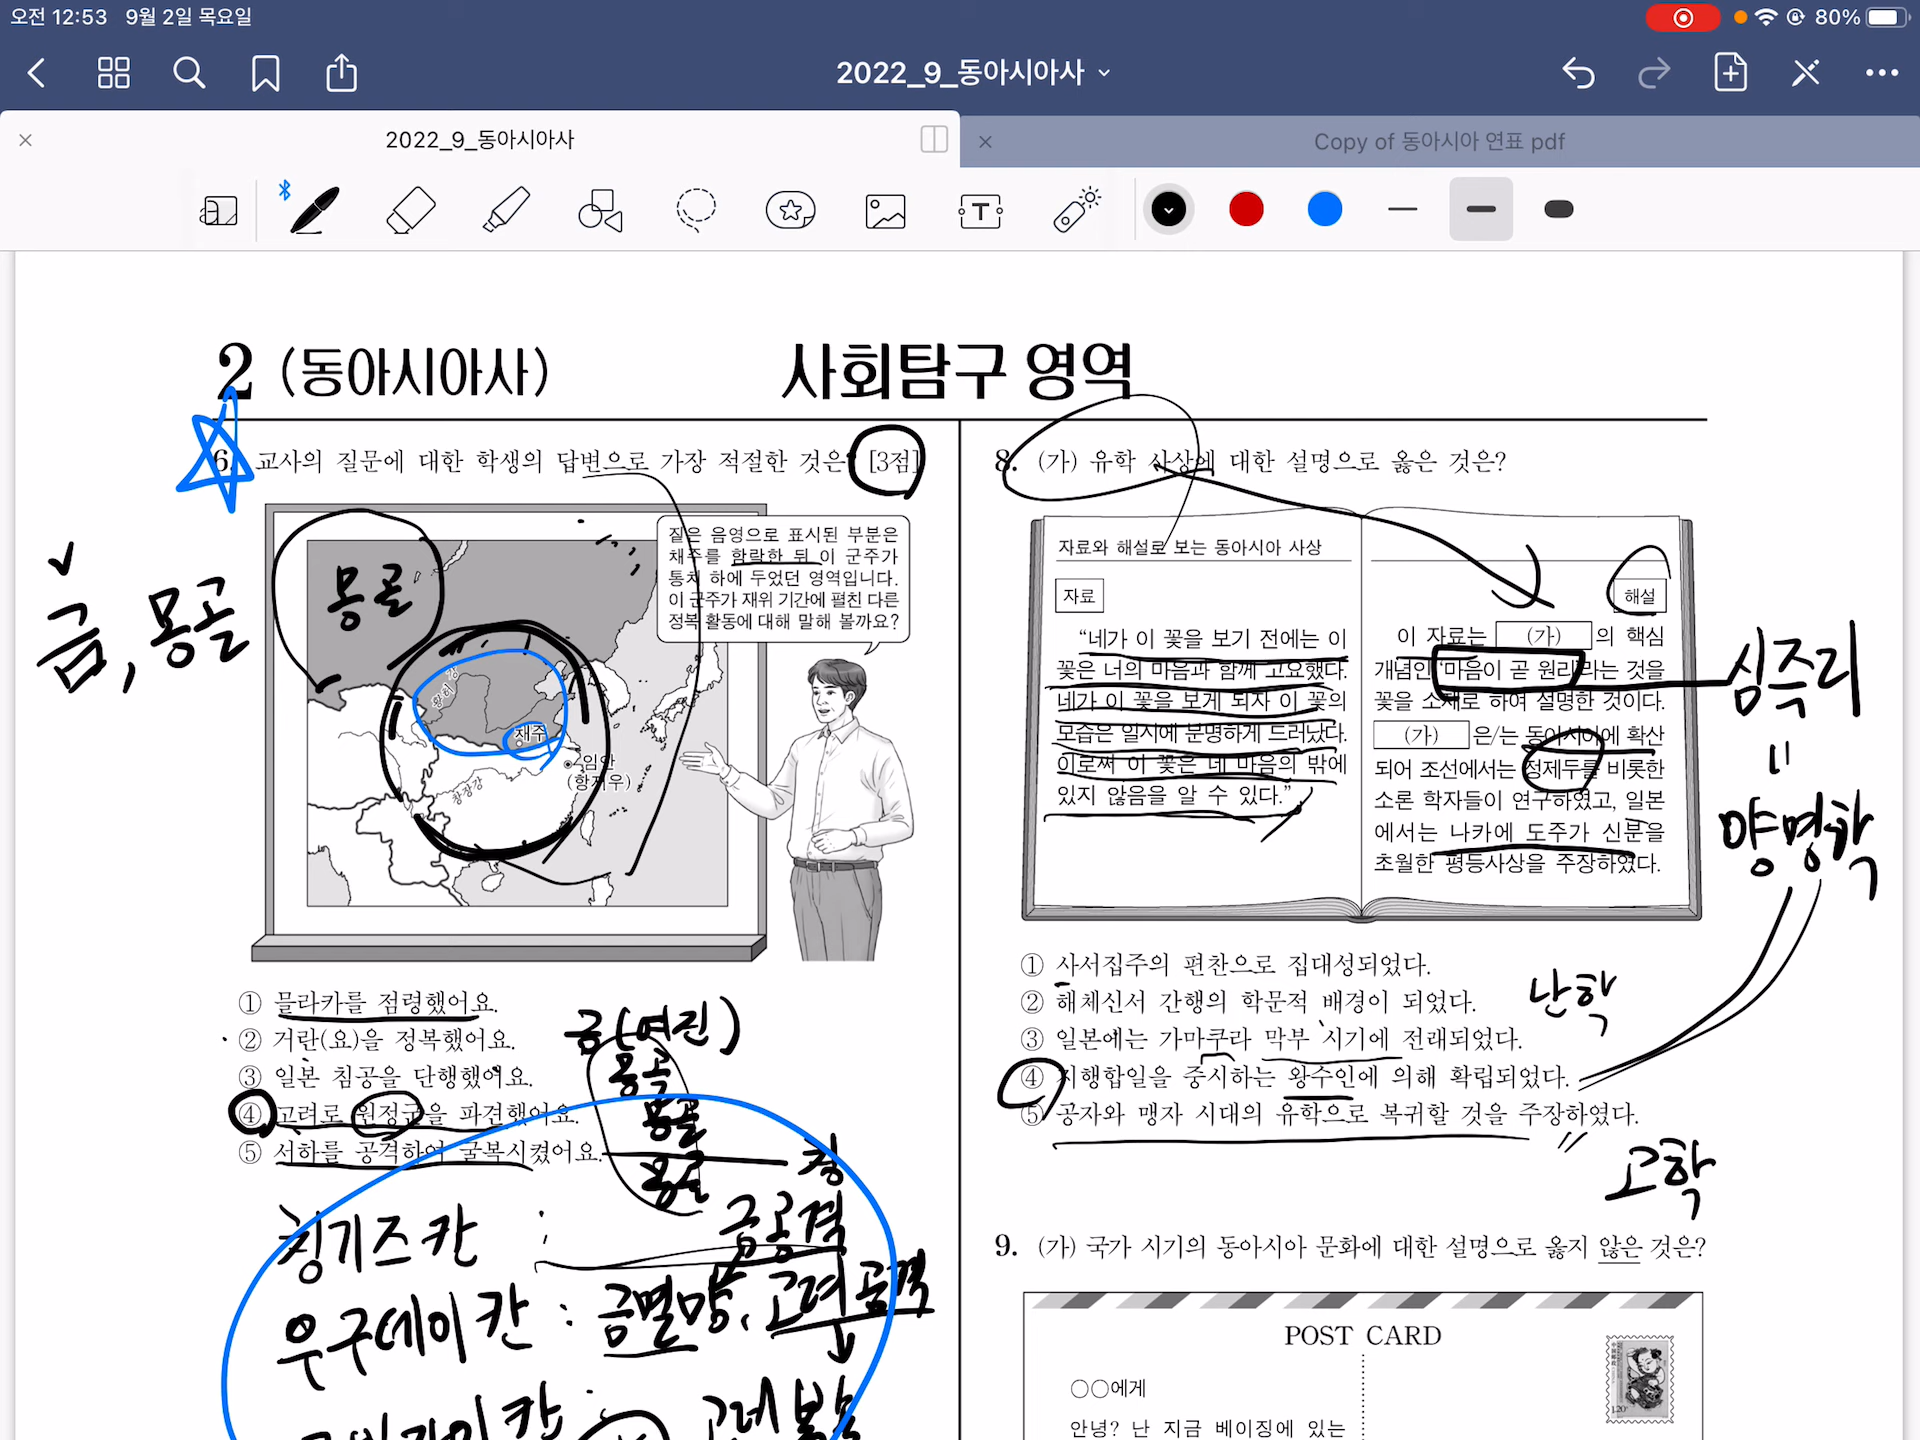 오전 12:53 9월 2일 목요일
80%
2022_9_동아시아사
2022_9_동아시아사
Copy of 동아시아 연표 pdf
2 (동아시아사)
사회탐구 영역
6. 교사의 질문에 대한 학생의 답변으로 가장 적절한 것은? [3점]
짙은 음영으로 표시된 부분은
채주를 함락한 뒤 이 군주가
통치 하에 두었던 영역입니다.
이 군주가 재위 기간에 펼친 다른
정복 활동에 대해 말해 볼까요?
몽골
금, 몽골
황허강
채주
임안
(항저우)
창장강
① 믈라카를 점령했어요.
② 거란(요)을 정복했어요.
③ 일본 침공을 단행했어요.
④ 고려로 원정군을 파견했어요.
⑤ 서하를 공격하여 굴복시켰어요.
금(여진)
몽골
몽골
몽골
칭
칭기즈칸 : 금공격
우구데이칸 : 금멸망, 고려공격
8. (가) 유학 사상에 대한 설명으로 옳은 것은?
자료와 해설로 보는 동아시아 사상
자료
“네가 이 꽃을 보기 전에는 이
꽃은 너의 마음과 함께 고요했다.
네가 이 꽃을 보게 되자 이 꽃의
모습은 일시에 분명하게 드러났다.
이로써 이 꽃은 네 마음의 밖에
있지 않음을 알 수 있다.”
해설
이 자료는 (가) 의 핵심
개념인 ‘마음이 곧 원리’라는 것을
꽃을 소재로 하여 설명한 것이다.
(가) 은/는 동아시아에 확산
되어 조선에서는 정제두를 비롯한
소론 학자들이 연구하였고, 일본
에서는 나카에 도주가 신분을
초월한 평등사상을 주장하였다.
심즉리
양명학
① 사서집주의 편찬으로 집대성되었다.
② 해체신서 간행의 학문적 배경이 되었다.
난학
③ 일본에는 가마쿠라 막부 시기에 전래되었다.
④ 지행합일을 중시하는 왕수인에 의해 확립되었다.
⑤ 공자와 맹자 시대의 유학으로 복귀할 것을 주장하였다.
고학
9. (가) 국가 시기의 동아시아 문화에 대한 설명으로 옳지 않은 것은?
POST CARD
1.20
○○에게
안녕? 난 지금 베이징에 있는